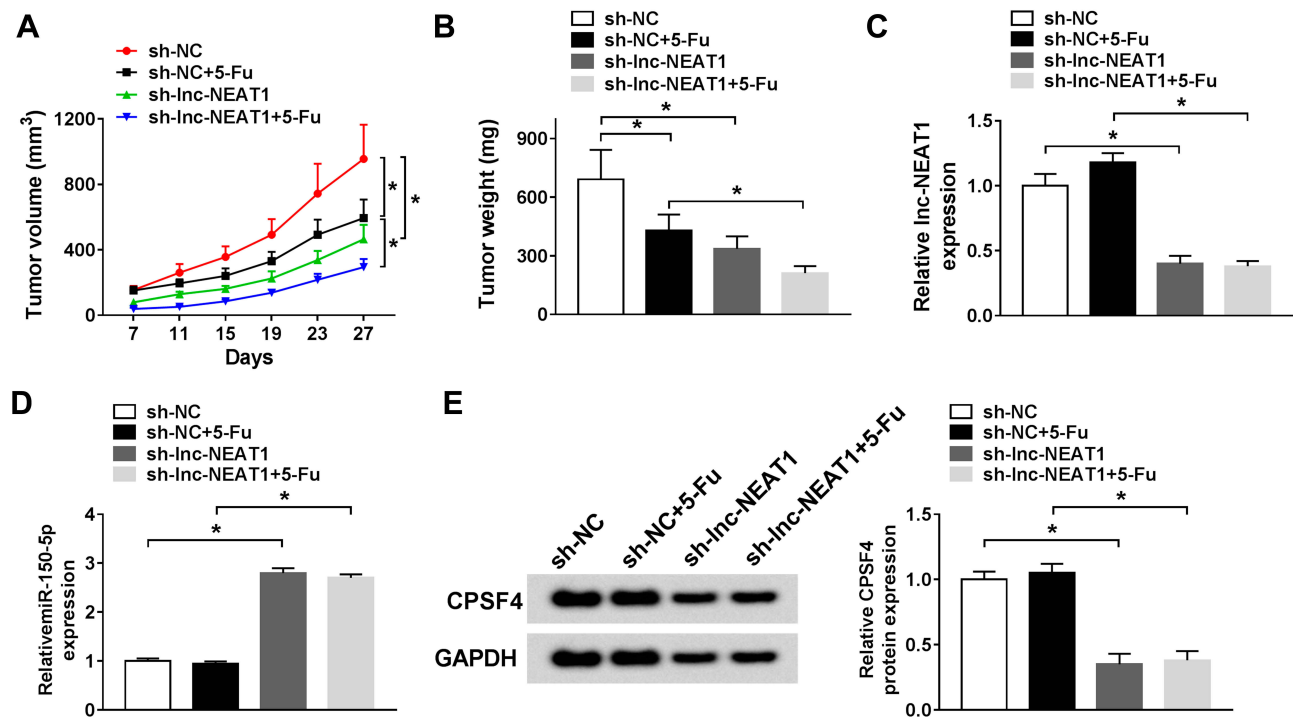 A
sh-NC
sh-NC+5-Fu
sh-lnc-NEAT1
sh-lnc-NEAT1+5-Fu
Tumor volume (mm3)
1200
800
400
0
7 11 15 19 23 27
Days
*
*
*
B
sh-NC
sh-NC+5-Fu
sh-lnc-NEAT1
sh-lnc-NEAT1+5-Fu
Tumor weight (mg)
900
600
300
0
*
*
*
C
sh-NC
sh-NC+5-Fu
sh-lnc-NEAT1
sh-lnc-NEAT1+5-Fu
Relative lnc-NEAT1
expression
1.5
1.0
0.5
0.0
*
*
D
sh-NC
sh-NC+5-Fu
sh-lnc-NEAT1
sh-lnc-NEAT1+5-Fu
RelativemiR-150-5p
expression
4
3
2
1
0
*
*
E
sh-NC
sh-NC+5-Fu
sh-lnc-NEAT1
sh-lnc-NEAT1+5-Fu
CPSF4
GAPDH
sh-NC
sh-NC+5-Fu
sh-lnc-NEAT1
sh-lnc-NEAT1+5-Fu
Relative CPSF4
protein expression
1.5
1.0
0.5
0.0
*
*